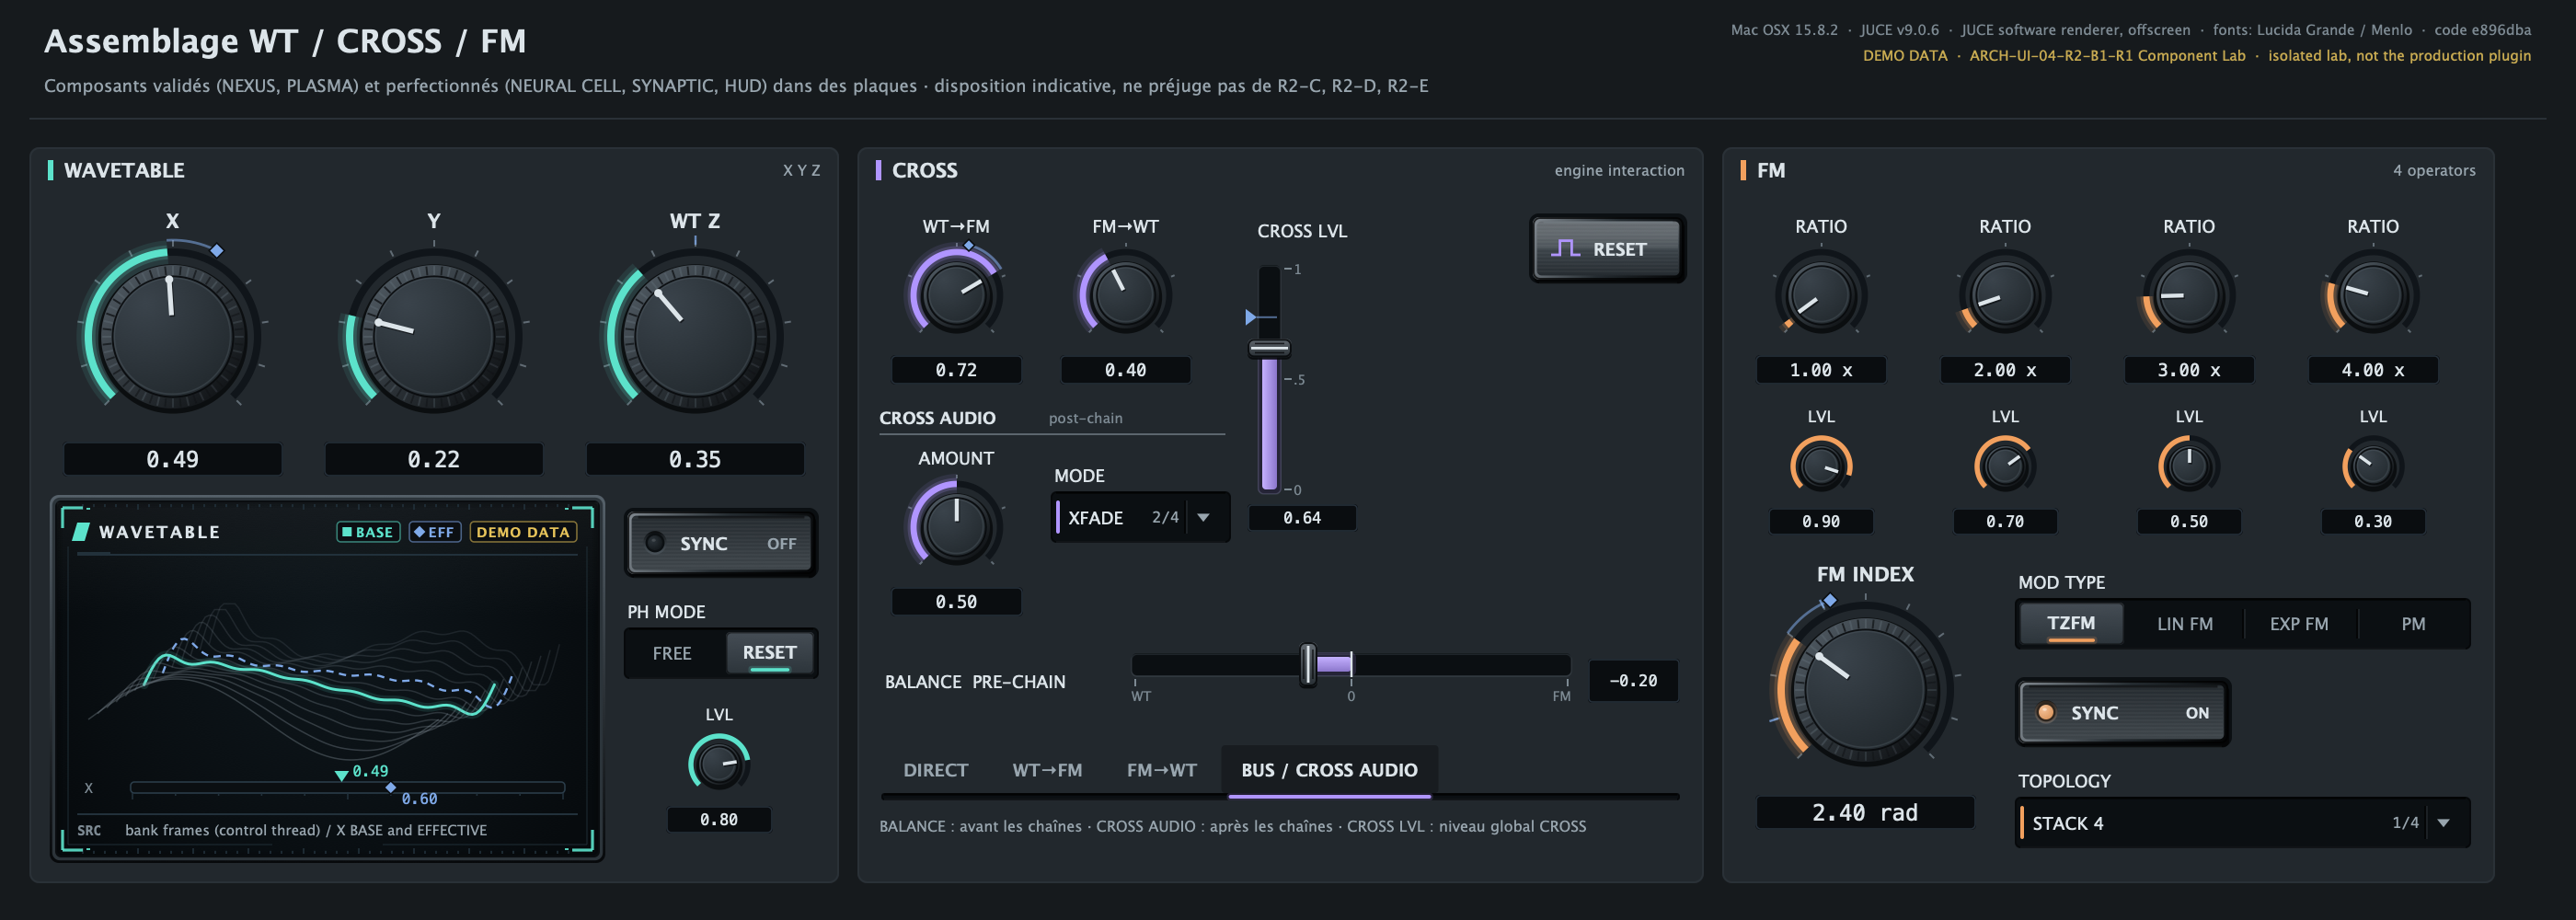 Assemblage WT / CROSS / FM
Mac OSX 15.8.2 · JUCE v9.0.6 · JUCE software renderer, offscreen · fonts: Lucida Grande / Menlo · code e896dba
DEMO DATA · ARCH-UI-04-R2-B1-R1 Component Lab · isolated lab, not the production plugin
Composants validés (NEXUS, PLASMA) et perfectionnés (NEURAL CELL, SYNAPTIC, HUD) dans des plaques · disposition indicative, ne préjuge pas de R2-C, R2-D, R2-E
WAVETABLE
X Y Z
X
Y
WT Z
0.49
0.22
0.35
WAVETABLE
BASE
EFF
DEMO DATA
X
0.49
0.60
SRC bank frames (control thread) / X BASE and EFFECTIVE
SYNC OFF
PH MODE
FREE
RESET
LVL
0.80
CROSS
engine interaction
WT→FM
FM→WT
CROSS LVL
RESET
0.72
0.40
1
.5
0
0.64
CROSS AUDIO
post-chain
AMOUNT
0.50
MODE
XFADE 2/4
BALANCE PRE-CHAIN
WT
0
FM
-0.20
DIRECT
WT→FM
FM→WT
BUS / CROSS AUDIO
BALANCE : avant les chaînes · CROSS AUDIO : après les chaînes · CROSS LVL : niveau global CROSS
FM
4 operators
RATIO
RATIO
RATIO
RATIO
1.00 x
2.00 x
3.00 x
4.00 x
LVL
LVL
LVL
LVL
0.90
0.70
0.50
0.30
FM INDEX
2.40 rad
MOD TYPE
TZFM
LIN FM
EXP FM
PM
SYNC ON
TOPOLOGY
STACK 4 1/4